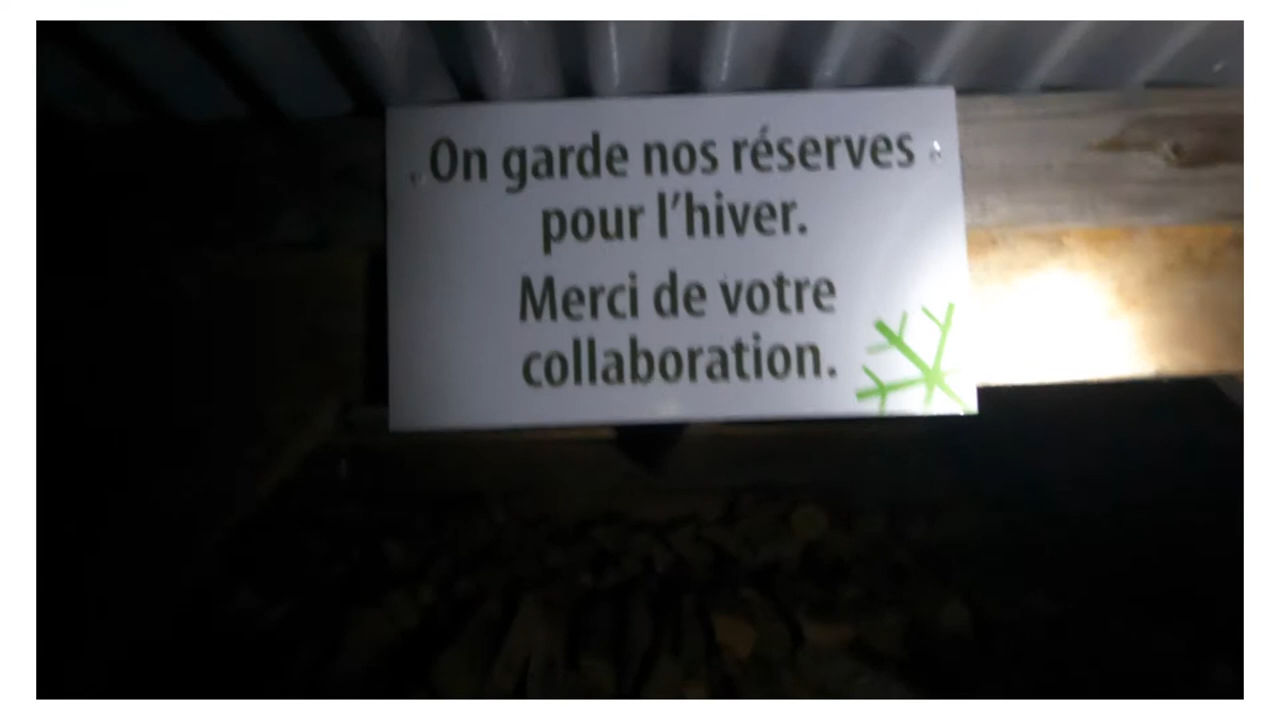 On garde nos réserves
pour l'hiver.
Merci de votre
collaboration.